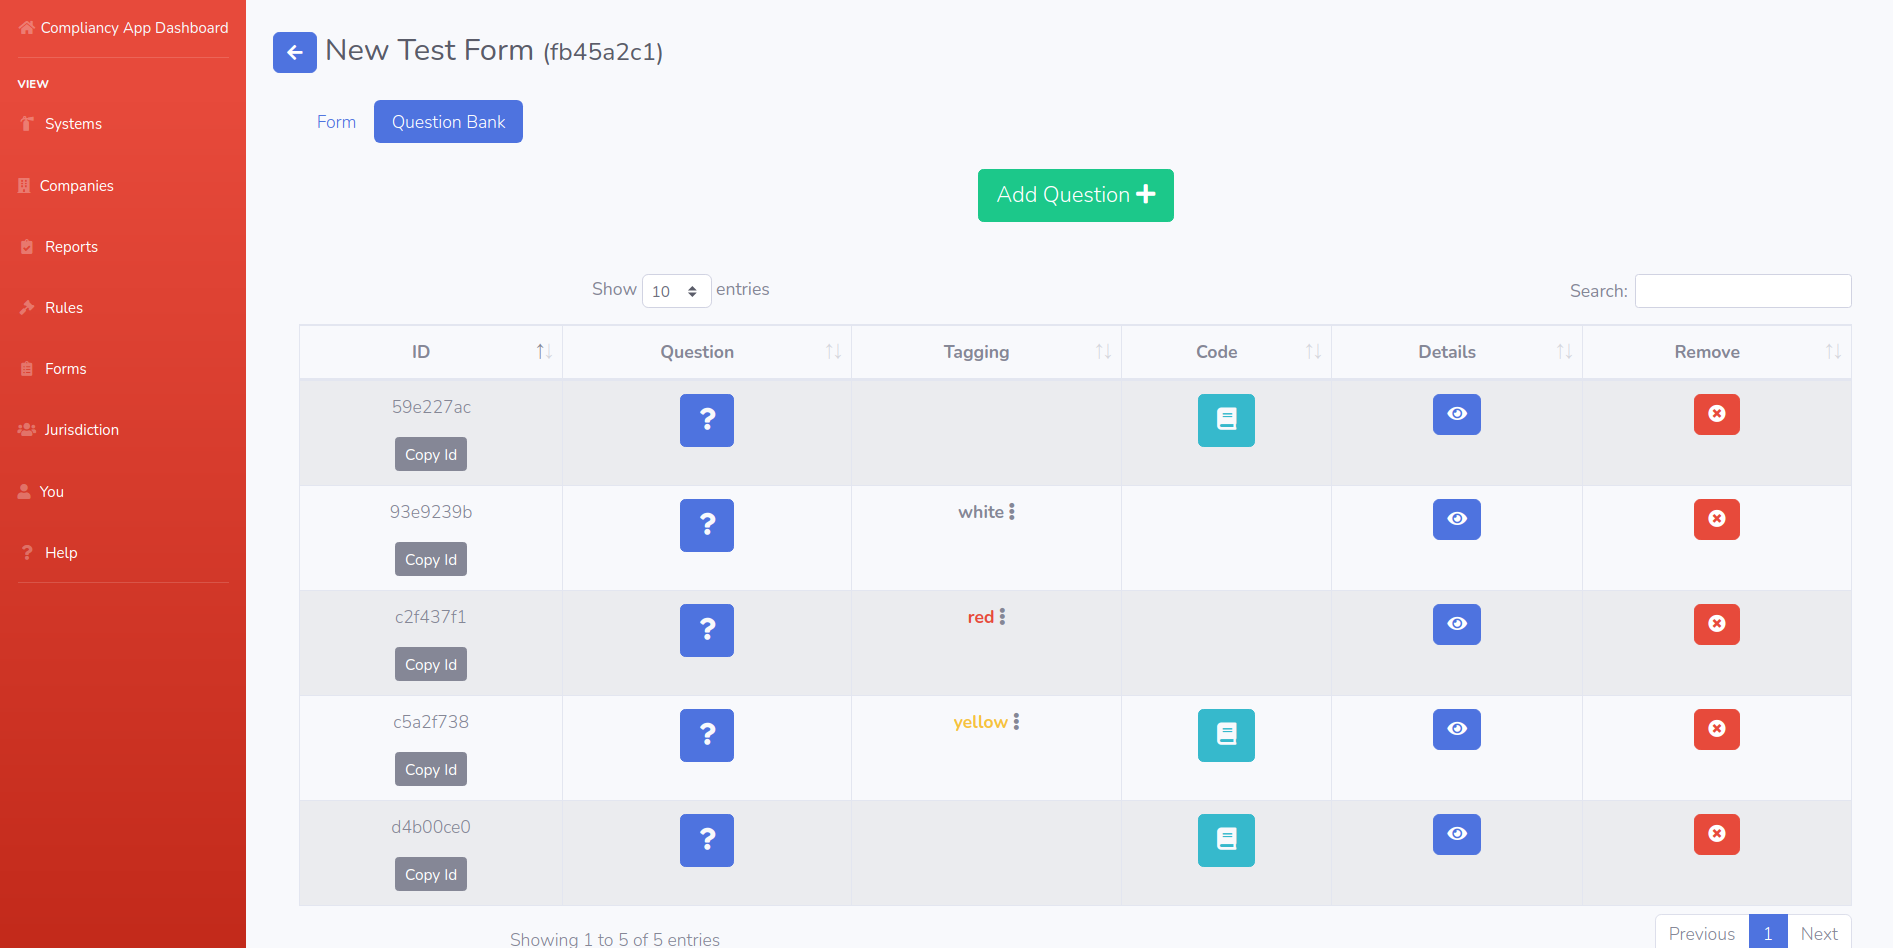 Compliancy App Dashboard
VIEW
Systems
Companies
Reports
Rules
Forms
Jurisdiction
You
Help
New Test Form (fb45a2c1)
Form
Question Bank
Add Question
Show 10 entries
Search:
ID Question Tagging Code Details Remove
59e227ac
Copy Id
93e9239b white
Copy Id
c2f437f1 red
Copy Id
c5a2f738 yellow
Copy Id
d4b00ce0
Copy Id
Showing 1 to 5 of 5 entries
Previous 1 Next